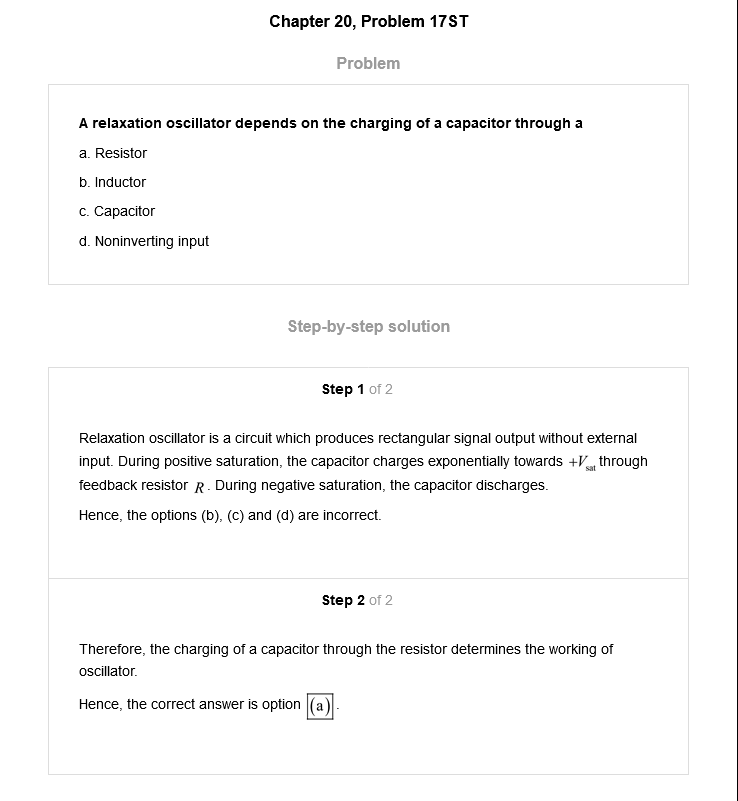 Chapter 20, Problem 17ST
Problem
A relaxation oscillator depends on the charging of a capacitor through a
a. Resistor
b. Inductor
c. Capacitor
d. Noninverting input
Step-by-step solution
Step 1 of 2
Relaxation oscillator is a circuit which produces rectangular signal output without external
input. During positive saturation, the capacitor charges exponentially towards +V_sat through
feedback resistor R. During negative saturation, the capacitor discharges.
Hence, the options (b), (c) and (d) are incorrect.
Step 2 of 2
Therefore, the charging of a capacitor through the resistor determines the working of
oscillator.
Hence, the correct answer is option (a).